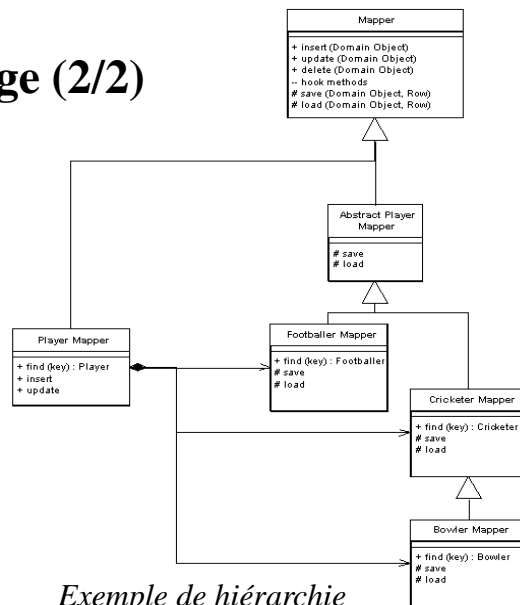 ge (2/2)
Mapper
+ insert (Domain Object)
+ update (Domain Object)
+ delete (Domain Object)
-- hook methods
# save (Domain Object, Row)
# load (Domain Object, Row)
Abstract Player
Mapper
# save
# load
Player Mapper
+ find (key) : Player
+ insert
+ update
Footballer Mapper
+ find (key) : Footballer
# save
# load
Cricketer Mapper
+ find (key) : Cricketer
# save
# load
Bowler Mapper
+ find (key) : Bowler
# save
# load
Exemple de hiérarchie